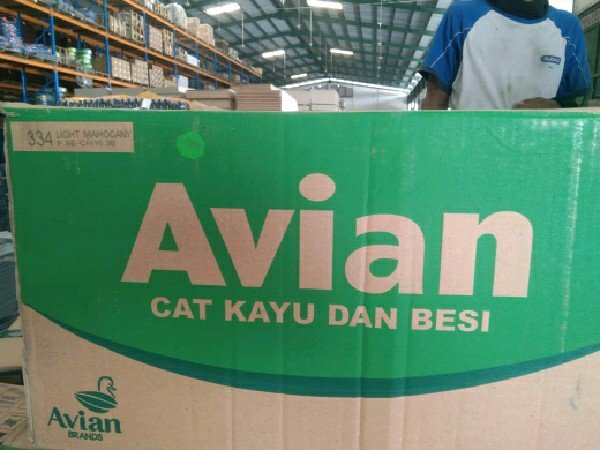 334 LIGHT MAHOGANY
Avian
CAT KAYU DAN BESI
Avian
BRANDS